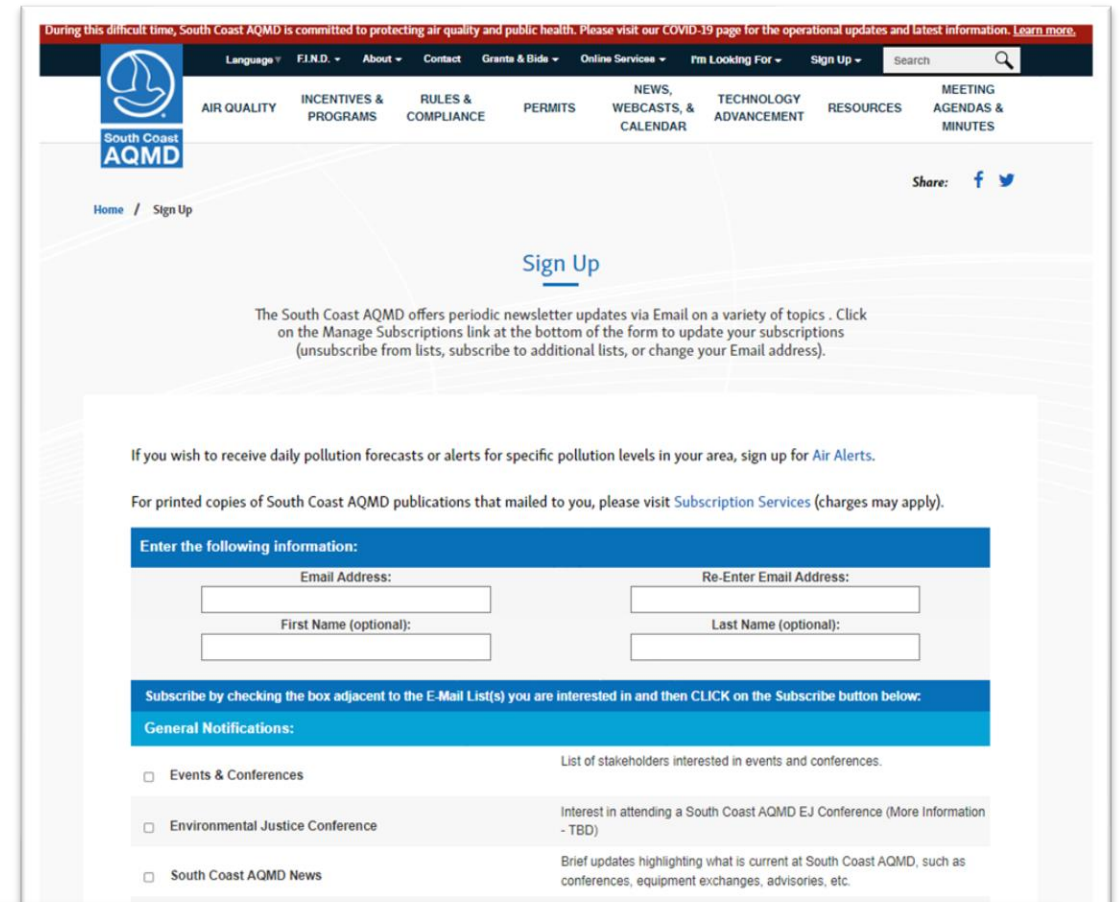 During this difficult time, South Coast AQMD is committed to protecting air quality and public health. Please visit our COVID-19 page for the operational updates and latest information. Learn more.
Language F.I.N.D. About Contact Grants & Bids Online Services I'm Looking For Sign Up Search
AIR QUALITY INCENTIVES & PROGRAMS RULES & COMPLIANCE PERMITS NEWS, WEBCASTS, & CALENDAR TECHNOLOGY ADVANCEMENT RESOURCES MEETING AGENDAS & MINUTES
South Coast
AQMD
Share:
Home / Sign Up
Sign Up
The South Coast AQMD offers periodic newsletter updates via Email on a variety of topics . Click
on the Manage Subscriptions link at the bottom of the form to update your subscriptions
(unsubscribe from lists, subscribe to additional lists, or change your Email address).
If you wish to receive daily pollution forecasts or alerts for specific pollution levels in your area, sign up for Air Alerts.
For printed copies of South Coast AQMD publications that mailed to you, please visit Subscription Services (charges may apply).
Enter the following information:
Email Address: Re-Enter Email Address:
First Name (optional): Last Name (optional):
Subscribe by checking the box adjacent to the E-Mail List(s) you are interested in and then CLICK on the Subscribe button below:
General Notifications:
Events & Conferences List of stakeholders interested in events and conferences.
Environmental Justice Conference Interest in attending a South Coast AQMD EJ Conference (More Information
- TBD)
South Coast AQMD News Brief updates highlighting what is current at South Coast AQMD, such as
conferences, equipment exchanges, advisories, etc.